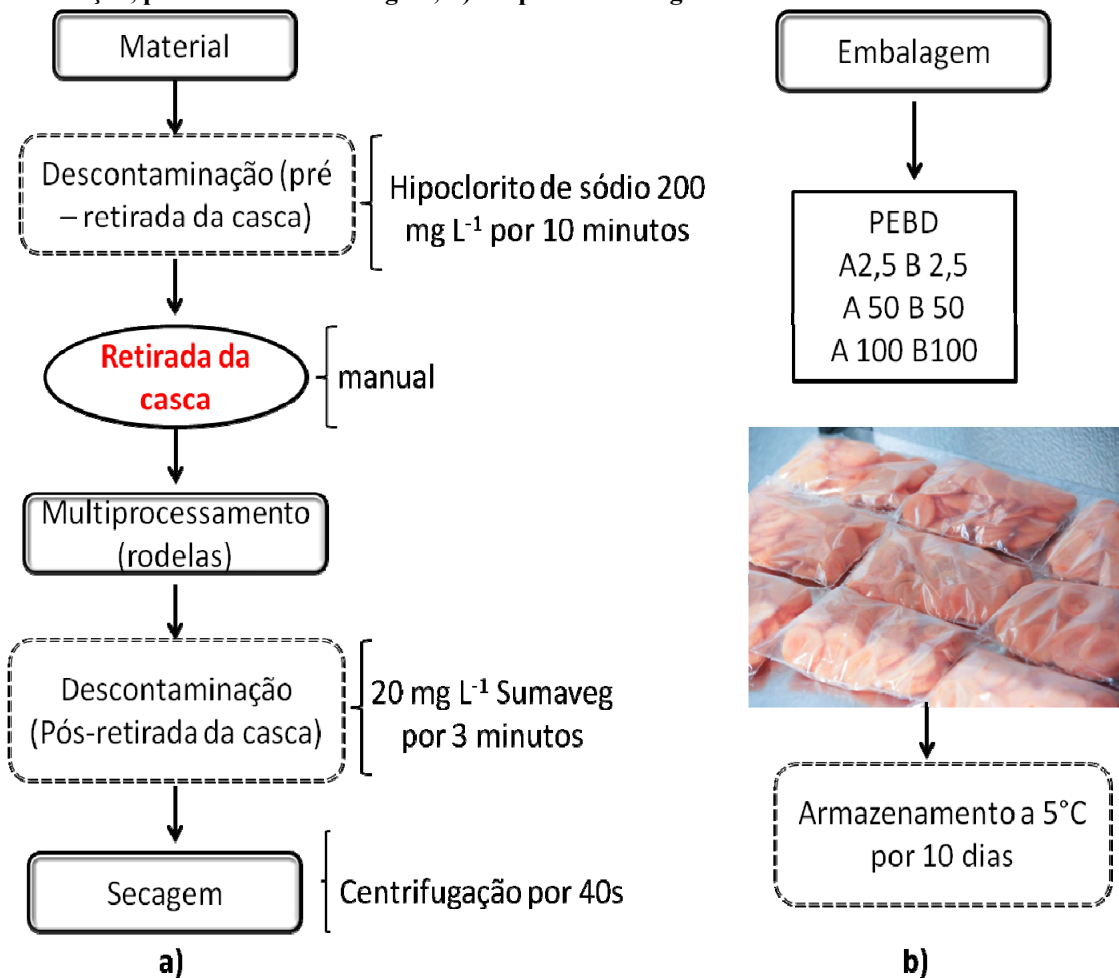 Material
Descontaminação (pré
– retirada da casca)
Hipoclorito de sódio 200
mg L-1 por 10 minutos
Retirada da
casca
manual
Multiprocessamento
(rodelas)
Descontaminação
(Pós-retirada da casca)
20 mg L-1 Sumaveg
por 3 minutos
Secagem
Centrifugação por 40s
a)
Embalagem
PEBD
A2,5 B 2,5
A 50 B 50
A 100 B100
Armazenamento a 5°C
por 10 dias
b)